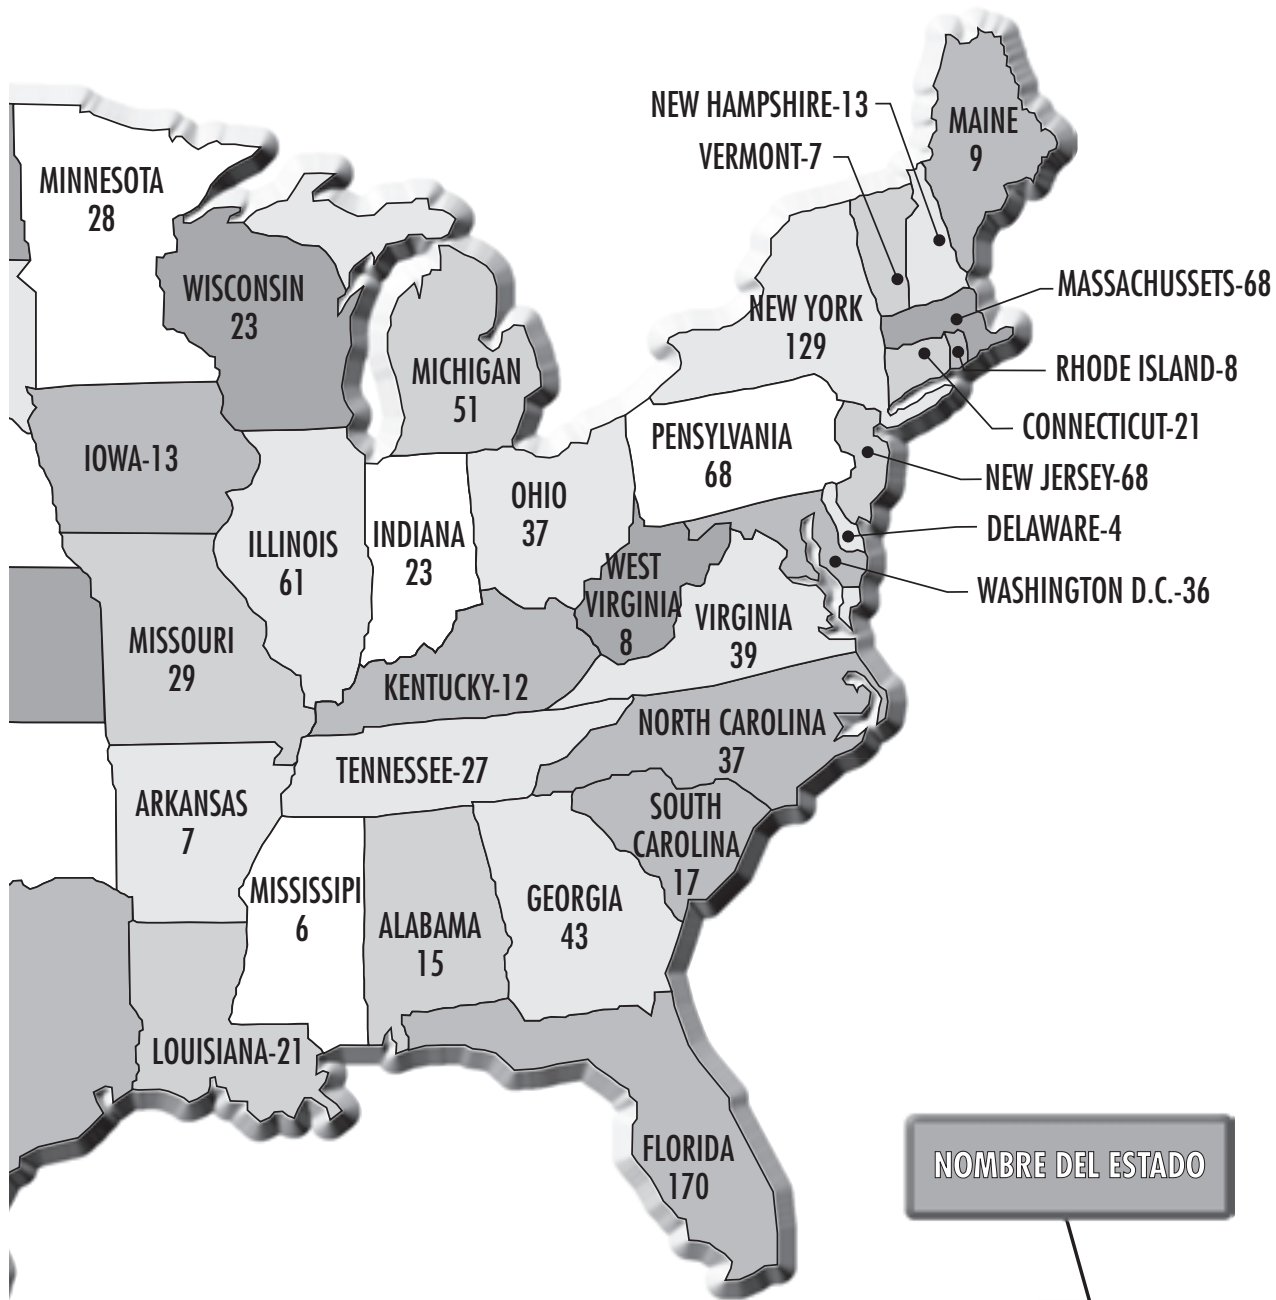 NEW HAMPSHIRE-13
MAINE
9
VERMONT-7
MINNESOTA
28
WISCONSIN
23
MASSACHUSSETS-68
NEW YORK
129
MICHIGAN
51
RHODE ISLAND-8
CONNECTICUT-21
PENSYLVANIA
68
IOWA-13
NEW JERSEY-68
OHIO
37
DELAWARE-4
ILLINOIS
61
INDIANA
23
WEST
VIRGINIA
8
WASHINGTON D.C.-36
VIRGINIA
39
MISSOURI
29
KENTUCKY-12
NORTH CAROLINA
37
TENNESSEE-27
ARKANSAS
7
SOUTH
CAROLINA
17
MISSISSIPI
6
ALABAMA
15
GEORGIA
43
LOUISIANA-21
FLORIDA
170
NOMBRE DEL ESTADO